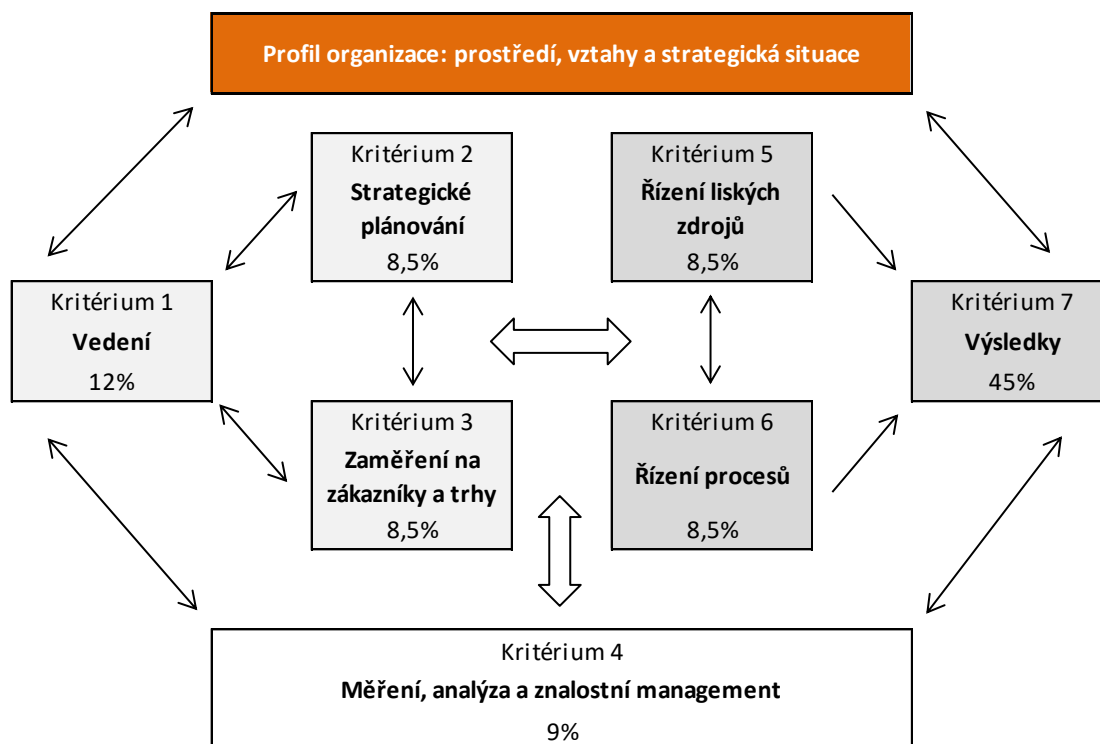 Profil organizace: prostředí, vztahy a strategická situace
Kritérium 2
Strategické
plánování
8,5%
Kritérium 5
Řízení liských
zdrojů
8,5%
Kritérium 1
Vedení
12%
Kritérium 7
Výsledky
45%
Kritérium 3
Zaměření na
zákazníky a trhy
8,5%
Kritérium 6
Řízení procesů
8,5%
Kritérium 4
Měření, analýza a znalostní management
9%